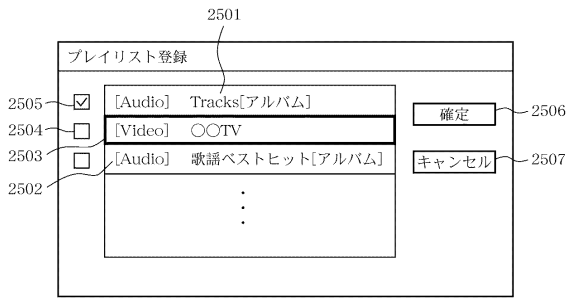 2501
プレイリスト登録
2505 [Audio] Tracks[アルバム]
確定 2506
2504 [Video] ○○TV
2503
2502 [Audio] 歌謡ベストヒット[アルバム]
キャンセル 2507